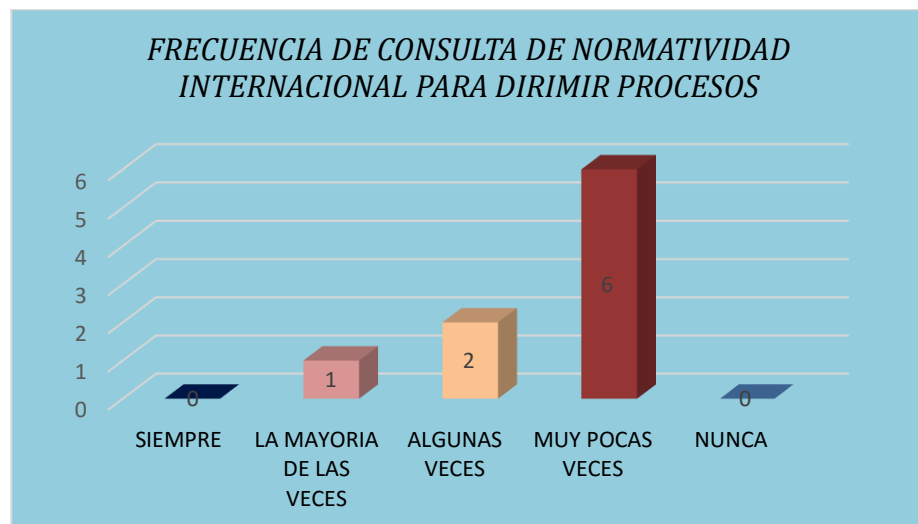 FRECUENCIA DE CONSULTA DE NORMATIVIDAD
INTERNACIONAL PARA DIRIMIR PROCESOS
6
5
4
3
2
1
0
0
1
2
6
0
SIEMPRE
LA MAYORIA
DE LAS
VECES
ALGUNAS
VECES
MUY POCAS
VECES
NUNCA